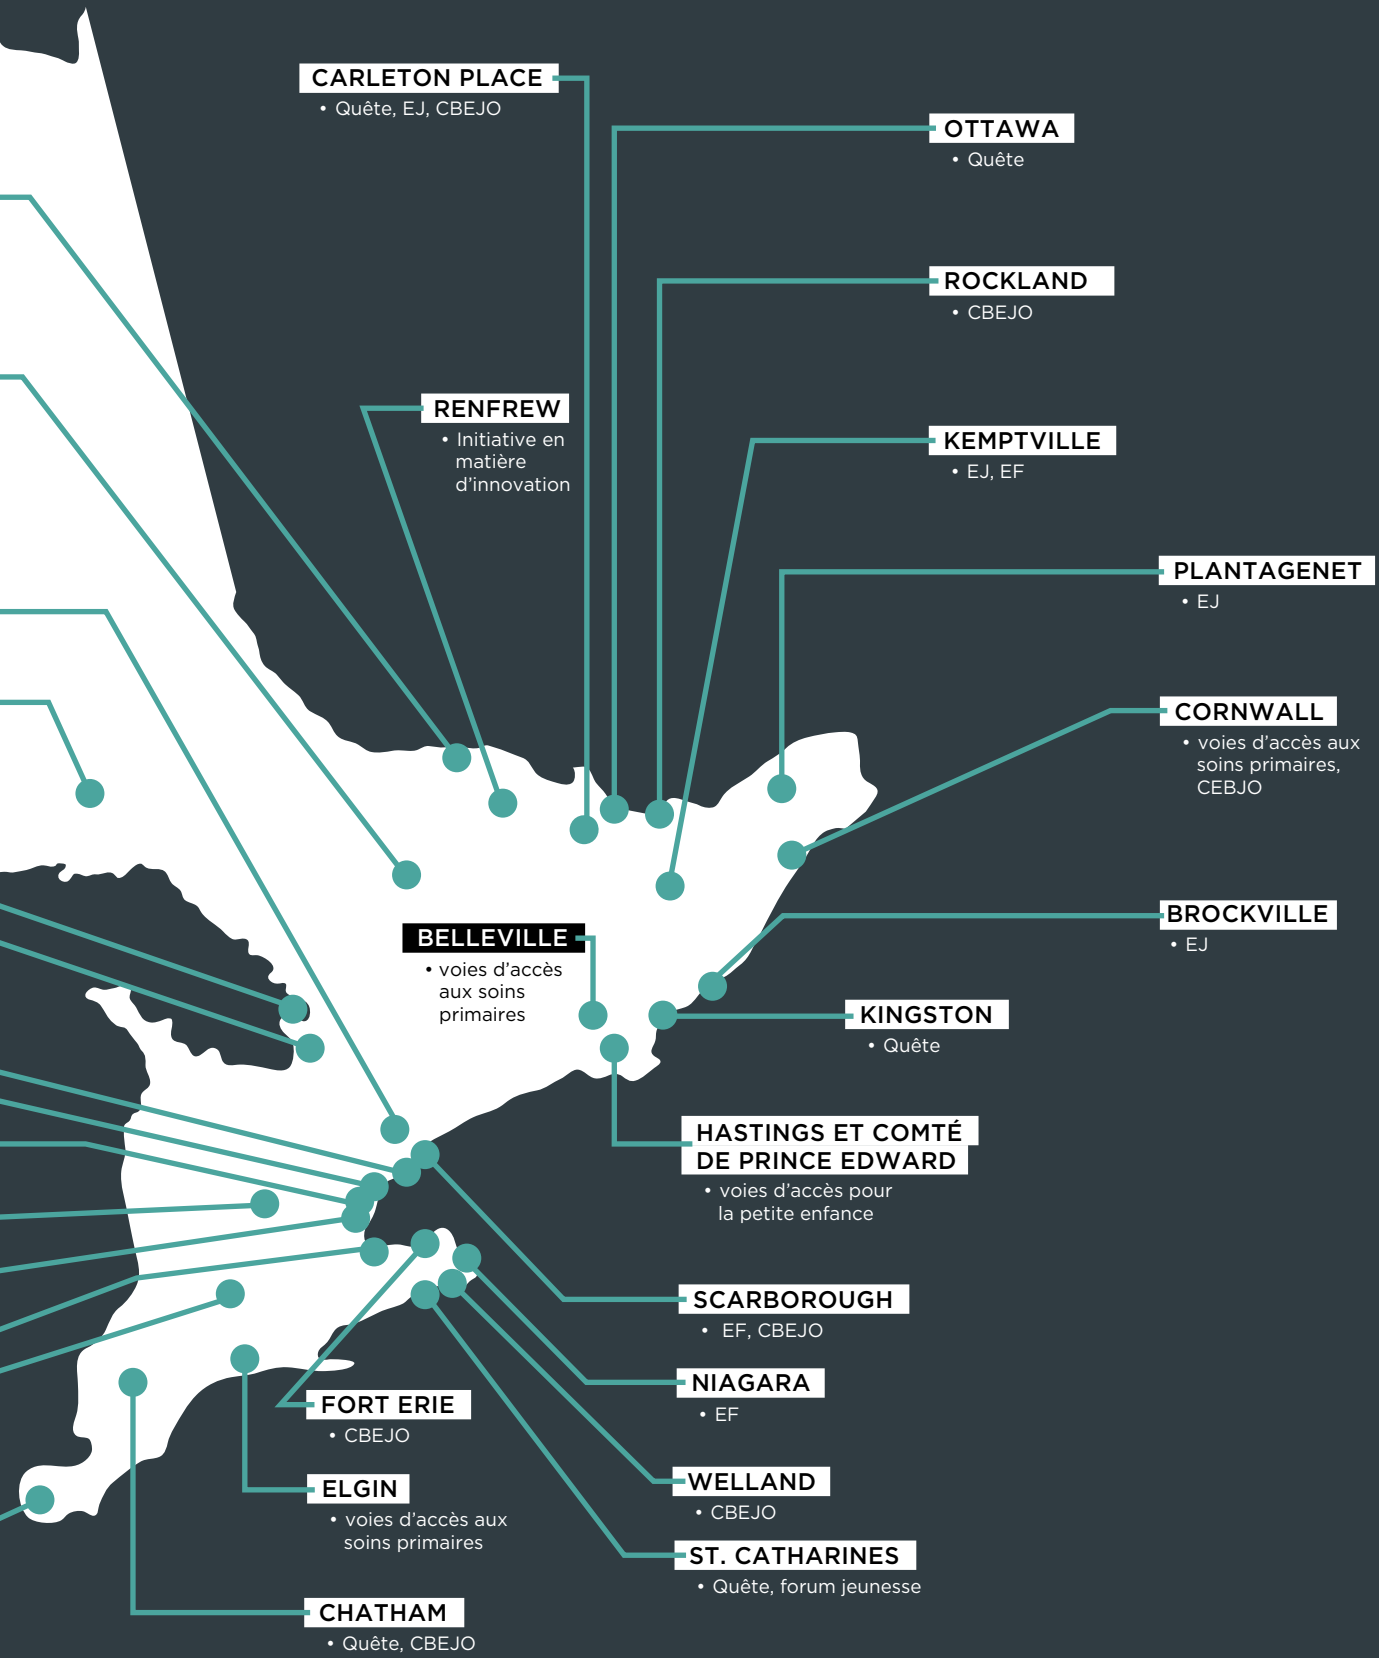 CARLETON PLACE
• Quête, EJ, CBEJO
OTTAWA
• Quête
ROCKLAND
• CBEJO
RENFREW
• Initiative en
matière
d'innovation
KEMPTVILLE
• EJ, EF
PLANTAGENET
• EJ
CORNWALL
• voies d'accès aux
soins primaires,
CEBJO
BROCKVILLE
• EJ
BELLEVILLE
• voies d'accès
aux soins
primaires
KINGSTON
• Quête
HASTINGS ET COMTÉ
DE PRINCE EDWARD
• voies d'accès pour
la petite enfance
SCARBOROUGH
• EF, CBEJO
NIAGARA
• EF
FORT ERIE
• CBEJO
WELLAND
• CBEJO
ELGIN
• voies d'accès aux
soins primaires
ST. CATHARINES
• Quête, forum jeunesse
CHATHAM
• Quête, CBEJO